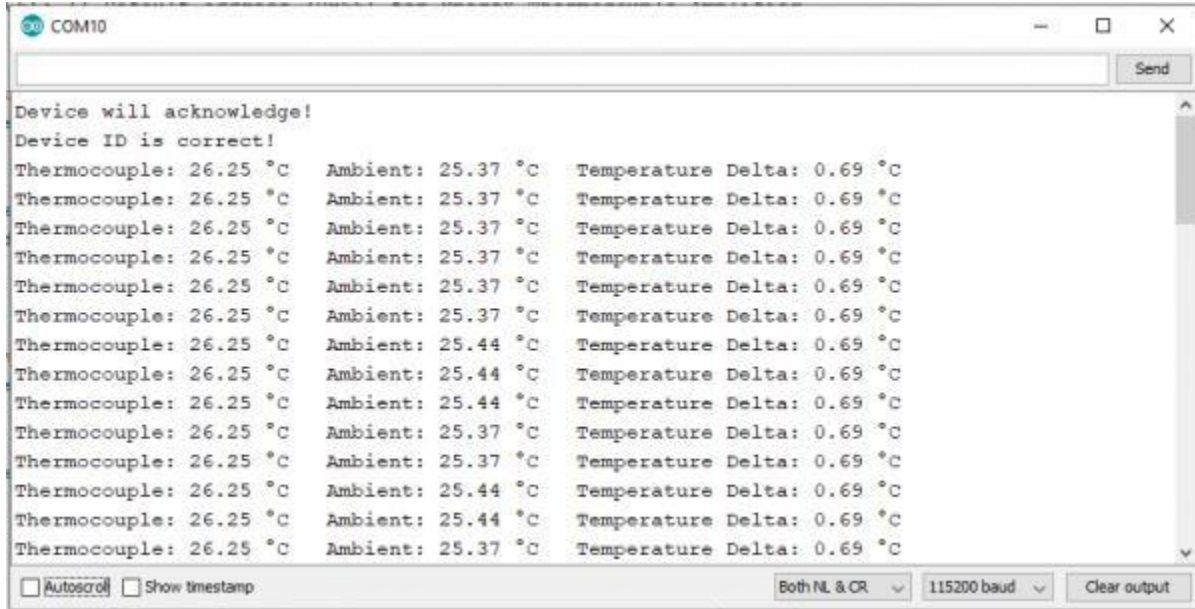 COM10
Send
Device will acknowledge!
Device ID is correct!
Thermocouple: 26.25 °C   Ambient: 25.37 °C   Temperature Delta: 0.69 °C
Thermocouple: 26.25 °C   Ambient: 25.37 °C   Temperature Delta: 0.69 °C
Thermocouple: 26.25 °C   Ambient: 25.37 °C   Temperature Delta: 0.69 °C
Thermocouple: 26.25 °C   Ambient: 25.37 °C   Temperature Delta: 0.69 °C
Thermocouple: 26.25 °C   Ambient: 25.37 °C   Temperature Delta: 0.69 °C
Thermocouple: 26.25 °C   Ambient: 25.37 °C   Temperature Delta: 0.69 °C
Thermocouple: 26.25 °C   Ambient: 25.44 °C   Temperature Delta: 0.69 °C
Thermocouple: 26.25 °C   Ambient: 25.44 °C   Temperature Delta: 0.69 °C
Thermocouple: 26.25 °C   Ambient: 25.44 °C   Temperature Delta: 0.69 °C
Thermocouple: 26.25 °C   Ambient: 25.37 °C   Temperature Delta: 0.69 °C
Thermocouple: 26.25 °C   Ambient: 25.37 °C   Temperature Delta: 0.69 °C
Thermocouple: 26.25 °C   Ambient: 25.44 °C   Temperature Delta: 0.69 °C
Thermocouple: 26.25 °C   Ambient: 25.44 °C   Temperature Delta: 0.69 °C
Thermocouple: 26.25 °C   Ambient: 25.37 °C   Temperature Delta: 0.69 °C
Autoscroll Show timestamp Both NL & CR 115200 baud Clear output